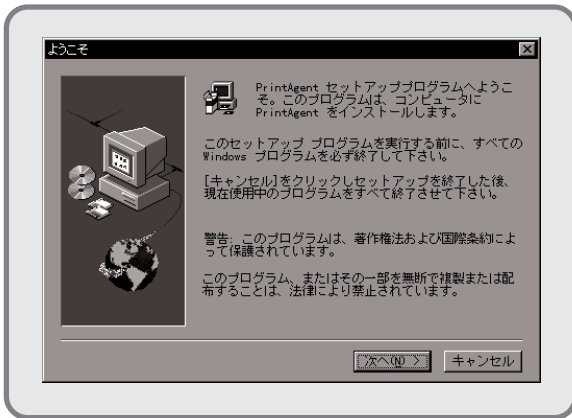 ようこそ
PrintAgent セットアッププログラムへようこ
そ。このプログラムは、コンピュータに
PrintAgent をインストールします。
このセットアップ プログラムを実行する前に、すべての
Windows プログラムを必ず終了して下さい。
[キャンセル]をクリックしセットアップを終了した後、
現在使用中のプログラムをすべて終了させて下さい。
警告: このプログラムは、著作権法および国際条約によ
って保護されています。
このプログラム、またはその一部を無断で複製または配
布することは、法律により禁止されています。
次へ(N) >
キャンセル